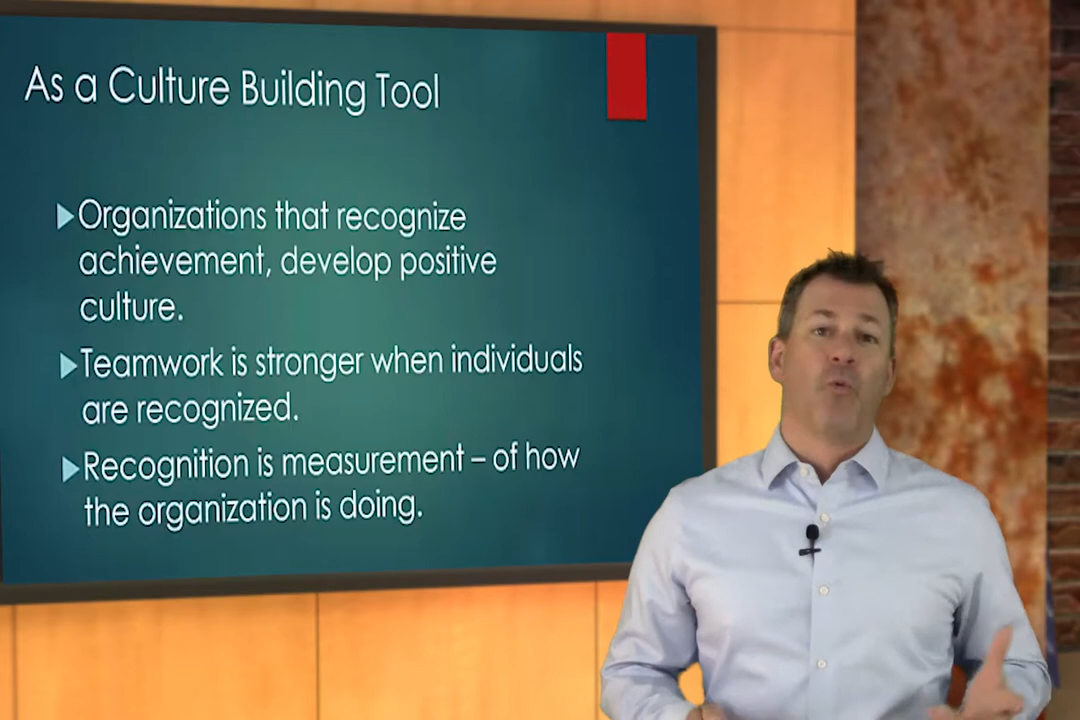 As a Culture Building Tool
Organizations that recognize
achievement, develop positive
culture.
Teamwork is stronger when individuals
are recognized.
Recognition is measurement – of how
the organization is doing.